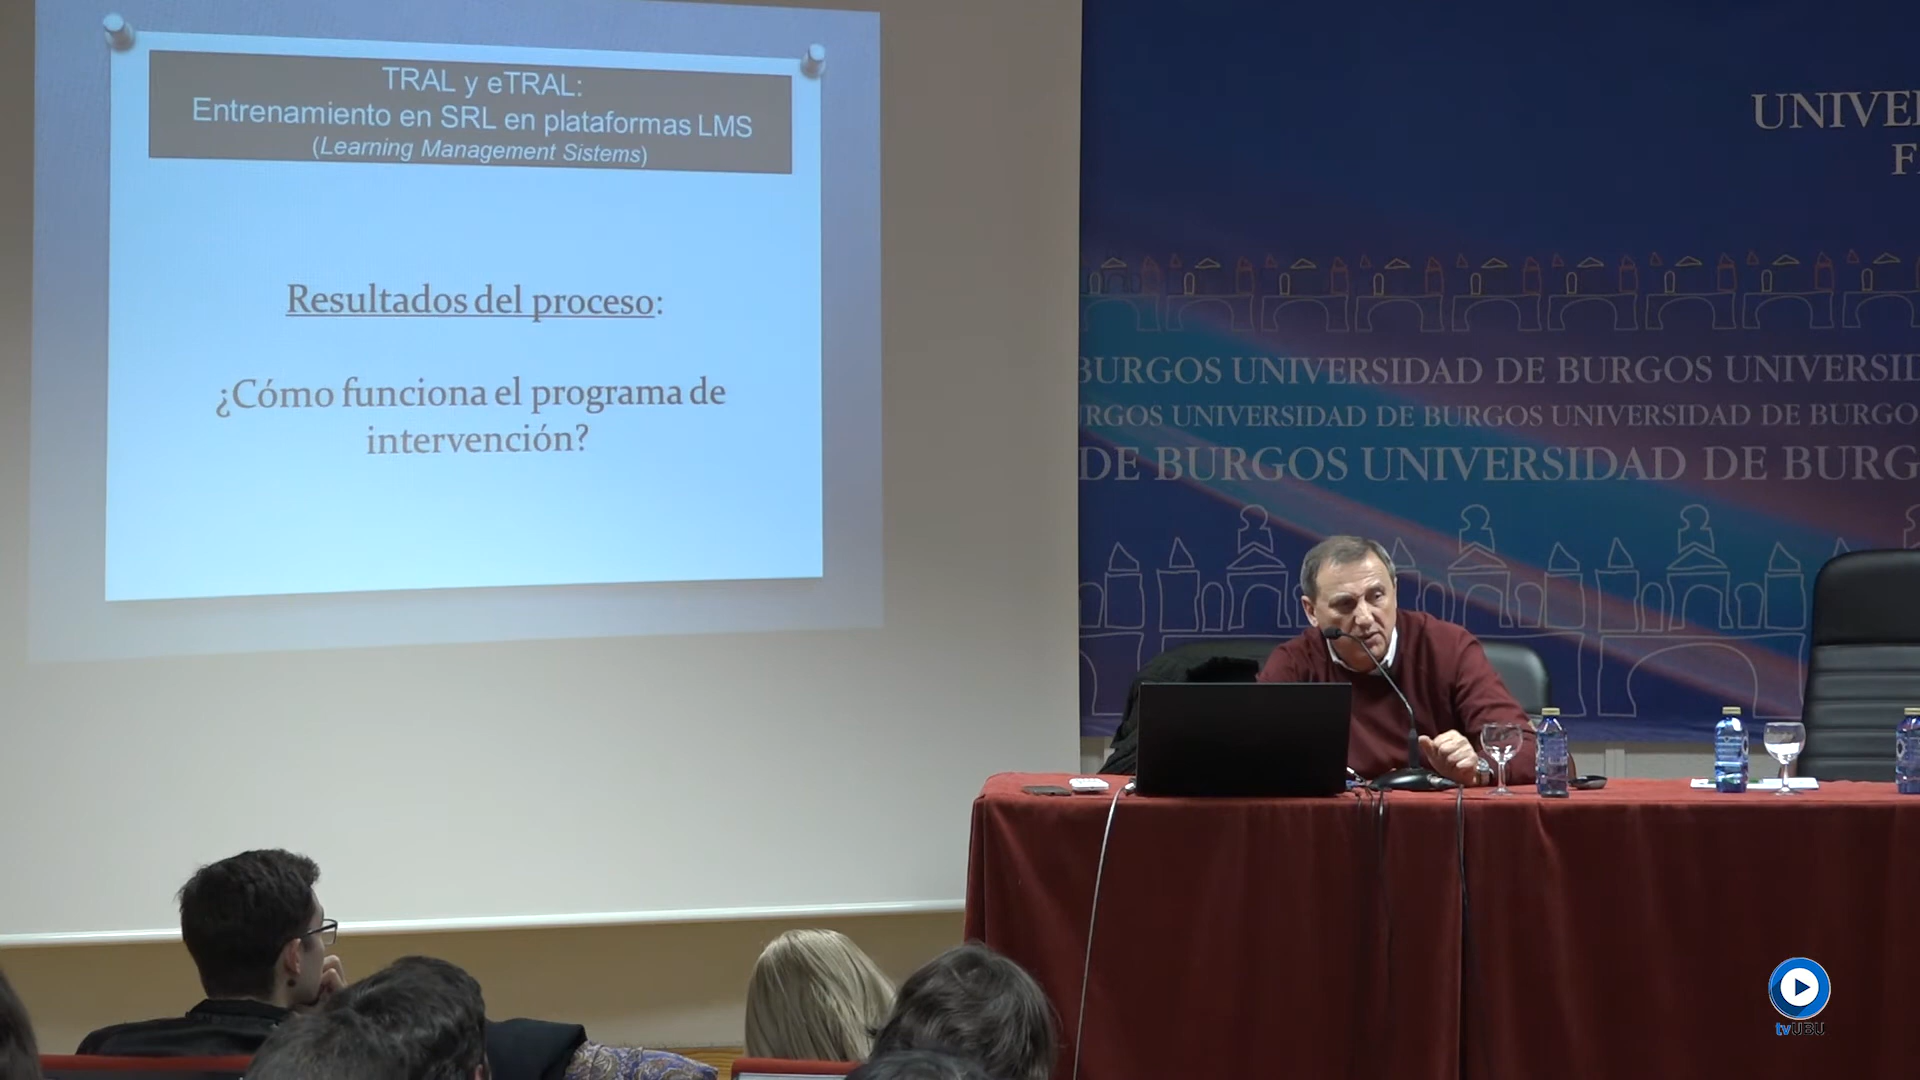 TRAL y eTRAL:
Entrenamiento en SRL en plataformas LMS
(Learning Management Sistems)
Resultados del proceso:
¿Cómo funciona el programa de
intervención?
UNIVE
F
BURGOS UNIVERSIDAD DE BURGOS UNIVERSID
RGOS UNIVERSIDAD DE BURGOS UNIVERSIDAD DE BURGO
DE BURGOS UNIVERSIDAD DE BURG
tvUBU